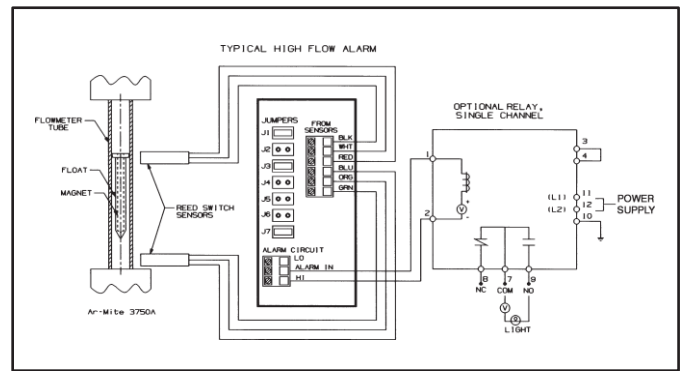 TYPICAL HIGH FLOW ALARM
FLOWMETER
TUBE
FLOAT
MAGNET
REED SWITCH
SENSORS
Ar-Mite 3750A
JUMPERS
J1
J2
J3
J4
J5
J6
J7
FROM
SENSORS
BLK
WHT
RED
BLU
ORG
GRN
ALARM CIRCUIT
LO
ALARM IN
HI
OPTIONAL RELAY,
SINGLE CHANNEL
1
2
+
V
-
3
4
(L1) 11
(L2) 12
10
POWER
SUPPLY
8 7 9
NC COM NO
V
LIGHT